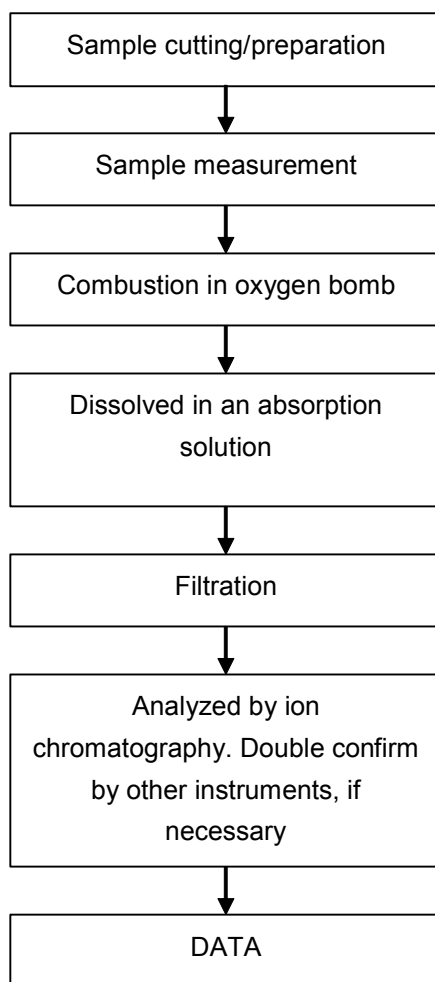 Sample cutting/preparation
Sample measurement
Combustion in oxygen bomb
Dissolved in an absorption
solution
Filtration
Analyzed by ion
chromatography. Double confirm
by other instruments, if
necessary
DATA